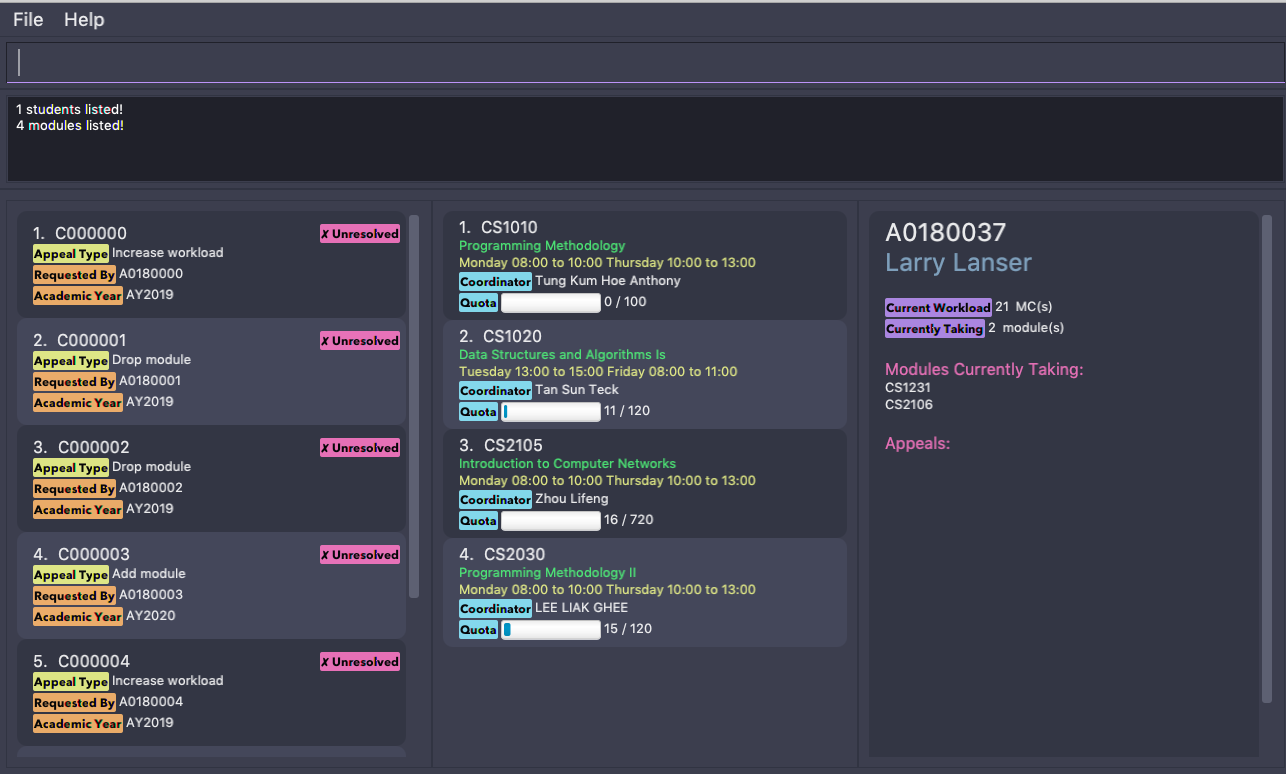 File Help
1 students listed!
4 modules listed!
1. C000000
✗ Unresolved
Appeal Type Increase workload
Requested By A0180000
Academic Year AY2019
2. C000001
✗ Unresolved
Appeal Type Drop module
Requested By A0180001
Academic Year AY2019
3. C000002
✗ Unresolved
Appeal Type Drop module
Requested By A0180002
Academic Year AY2019
4. C000003
✗ Unresolved
Appeal Type Add module
Requested By A0180003
Academic Year AY2020
5. C000004
✗ Unresolved
Appeal Type Increase workload
Requested By A0180004
Academic Year AY2019
1. CS1010
Programming Methodology
Monday 08:00 to 10:00 Thursday 10:00 to 13:00
Coordinator Tung Kum Hoe Anthony
Quota 0 / 100
2. CS1020
Data Structures and Algorithms Is
Tuesday 13:00 to 15:00 Friday 08:00 to 11:00
Coordinator Tan Sun Teck
Quota 11 / 120
3. CS2105
Introduction to Computer Networks
Monday 08:00 to 10:00 Thursday 10:00 to 13:00
Coordinator Zhou Lifeng
Quota 16 / 720
4. CS2030
Programming Methodology II
Monday 08:00 to 10:00 Thursday 10:00 to 13:00
Coordinator LEE LIAK GHEE
Quota 15 / 120
A0180037
Larry Lanser
Current Workload 21 MC(s)
Currently Taking 2 module(s)
Modules Currently Taking:
CS1231
CS2106
Appeals: